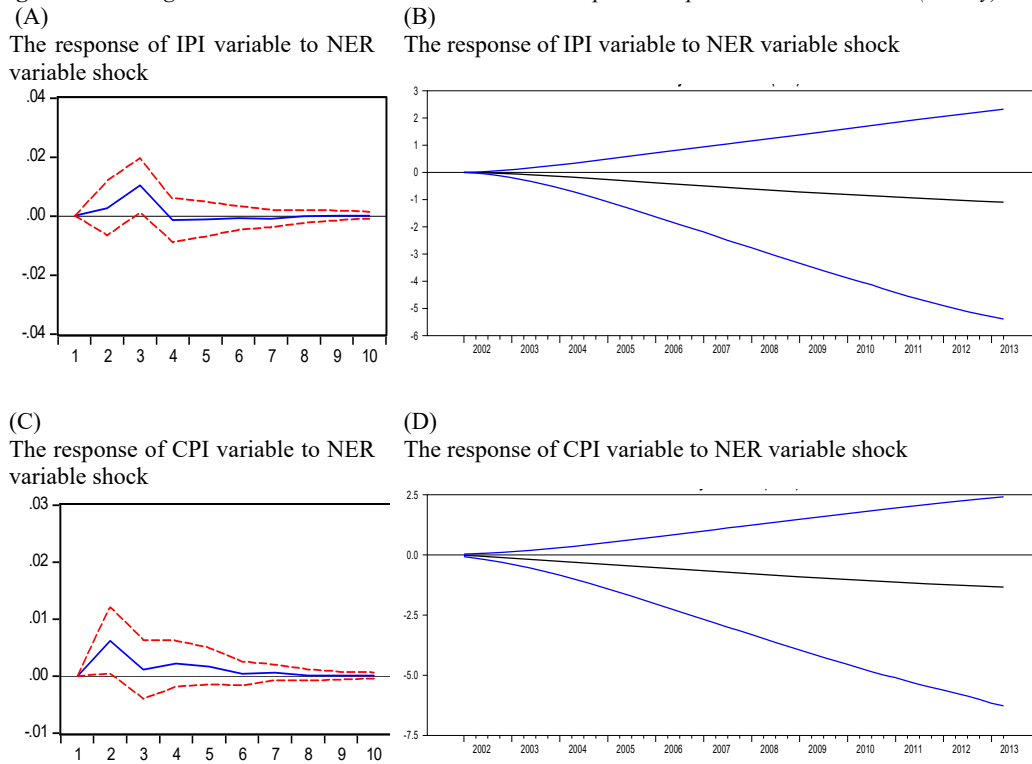 (A)
The response of IPI variable to NER
variable shock
.04
.02
.00
-.02
-.04
1 2 3 4 5 6 7 8 9 10
(B)
The response of IPI variable to NER variable shock
3
2
1
0
-1
-2
-3
-4
-5
-6
2002 2003 2004 2005 2006 2007 2008 2009 2010 2011 2012 2013
(C)
The response of CPI variable to NER
variable shock
.03
.02
.01
.00
-.01
1 2 3 4 5 6 7 8 9 10
(D)
The response of CPI variable to NER variable shock
2.5
0.0
-2.5
-5.0
-7.5
2002 2003 2004 2005 2006 2007 2008 2009 2010 2011 2012 2013